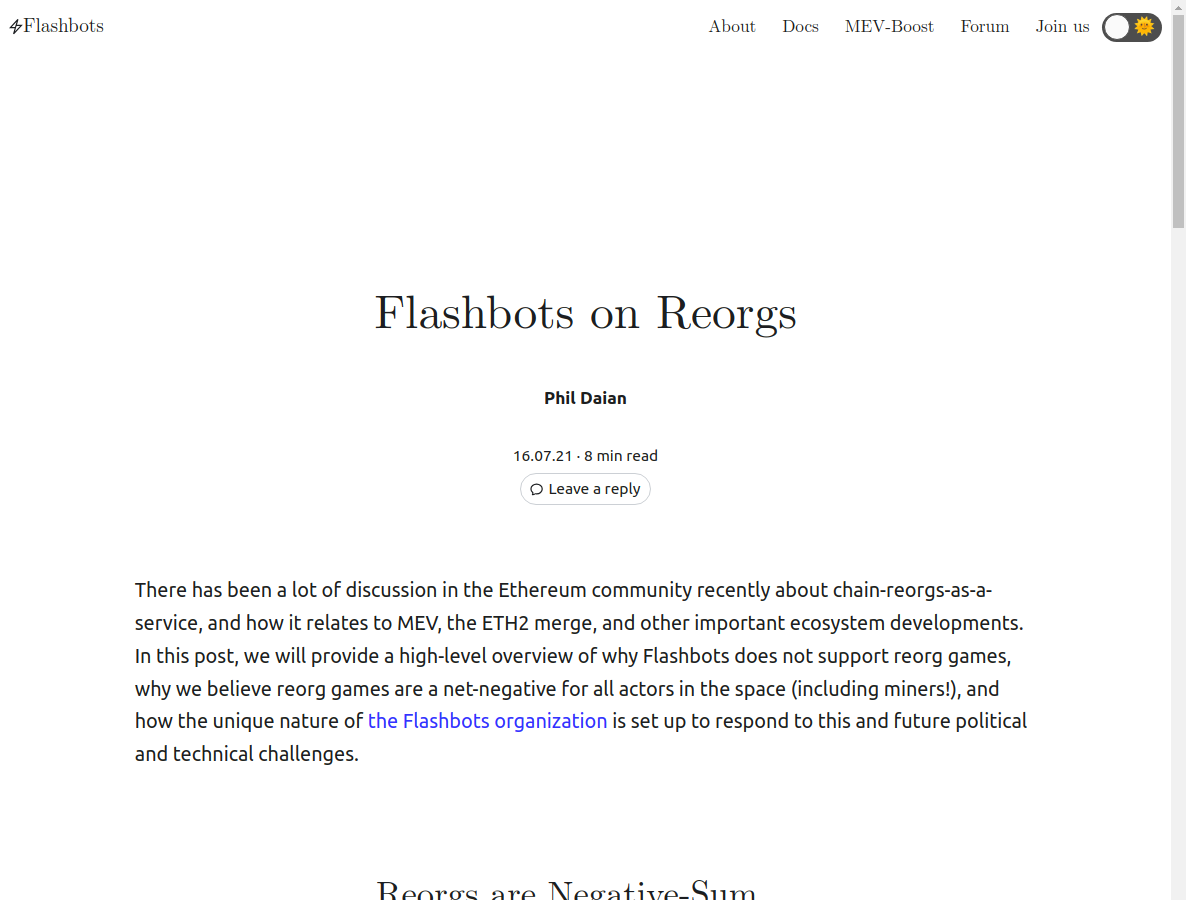 Flashbots
About Docs MEV-Boost Forum Join us
Flashbots on Reorgs
Phil Daian
16.07.21 · 8 min read
Leave a reply
There has been a lot of discussion in the Ethereum community recently about chain-reorgs-as-a-
service, and how it relates to MEV, the ETH2 merge, and other important ecosystem developments.
In this post, we will provide a high-level overview of why Flashbots does not support reorg games,
why we believe reorg games are a net-negative for all actors in the space (including miners!), and
how the unique nature of the Flashbots organization is set up to respond to this and future political
and technical challenges.
Reorgs are Negative-Sum